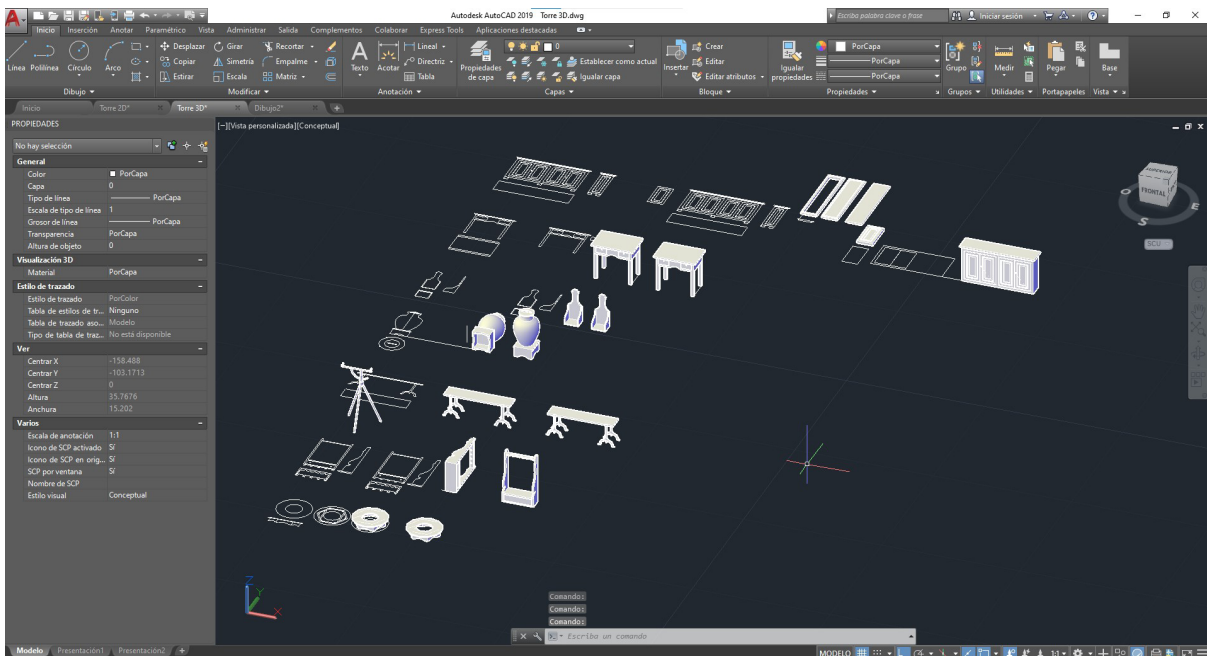 Autodesk AutoCAD 2019 Torre 3D.dwg
Escriba palabra clave o frase
Iniciar sesión
Inicio Inserción Anotar Paramétrico Vista Administrar Salida Complementos Colaborar Express Tools Aplicaciones destacadas
Línea Polilínea Círculo Arco
Desplazar Girar Recortar
Copiar Simetría Empalme
Estirar Escala Matriz
Texto Acotar
Lineal
Directriz
Tabla
Propiedades de capa
0
Establecer como actual
Igualar capa
Insertar
Crear
Editar
Editar atributos
Igualar propiedades
PorCapa
PorCapa
PorCapa
Grupo Medir Pegar Base
Dibujo Modificar Anotación Capas Bloque Propiedades Grupos Utilidades Portapapeles Vista
Inicio Torre 2D* Torre 3D* Dibujo2*
PROPIEDADES
[−][Vista personalizada][Conceptual]
No hay selección
General
Color PorCapa
Capa 0
Tipo de línea PorCapa
Escala de tipo de línea 1
Grosor de línea PorCapa
Transparencia PorCapa
Altura de objeto 0
Visualización 3D
Material PorCapa
Estilo de trazado
Estilo de trazado PorColor
Tabla de estilos de tr... Ninguno
Tabla de trazado aso... Modelo
Tipo de tabla de traz... No está disponible
Ver
Centrar X -158.488
Centrar Y -103.1713
Centrar Z 0
Altura 35.7676
Anchura 15.202
Varios
Escala de anotación 1:1
Icono de SCP activado Sí
Icono de SCP en orig... Sí
SCP por ventana Sí
Nombre de SCP
Estilo visual Conceptual
SUPERIOR
FRONTAL
O
E
S
SCU
Z
Y
X
Comando:
Comando:
Comando:
Escriba un comando
Modelo Presentación1 Presentación2
MODELO
1:1